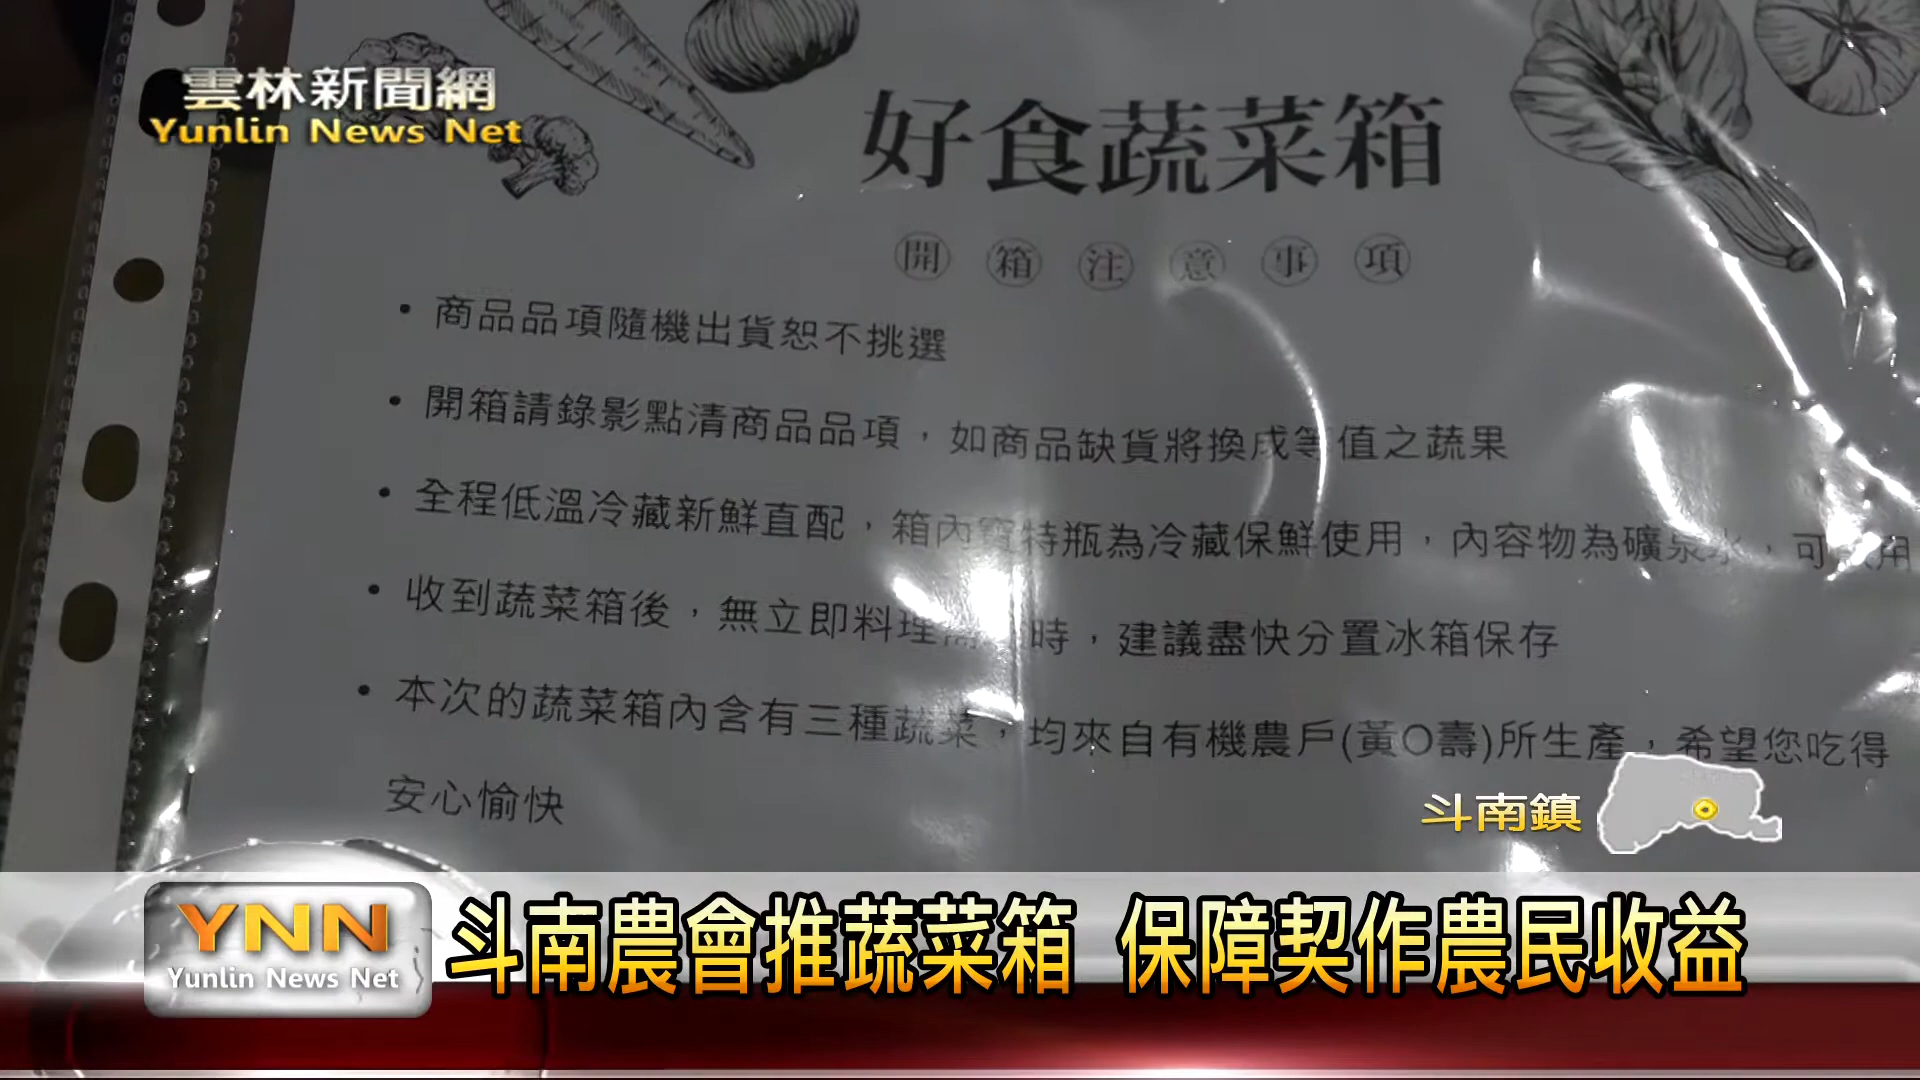 雲林新聞網
Yunlin News Net
好食蔬菜箱
開箱注意事項
• 商品品項隨機出貨恕不挑選
• 開箱請錄影點清商品品項，如商品缺貨將換成等值之蔬果
• 全程低溫冷藏新鮮直配，箱內寶特瓶為冷藏保鮮使用，內容物為礦泉水，可用
• 收到蔬菜箱後，無立即料理時，建議盡快分置冰箱保存
• 本次的蔬菜箱內含有三種蔬菜，均來自有機農戶(黃O壽)所生產，希望您吃得
安心愉快
斗南鎮
YNN
Yunlin News Net
斗南農會推蔬菜箱 保障契作農民收益